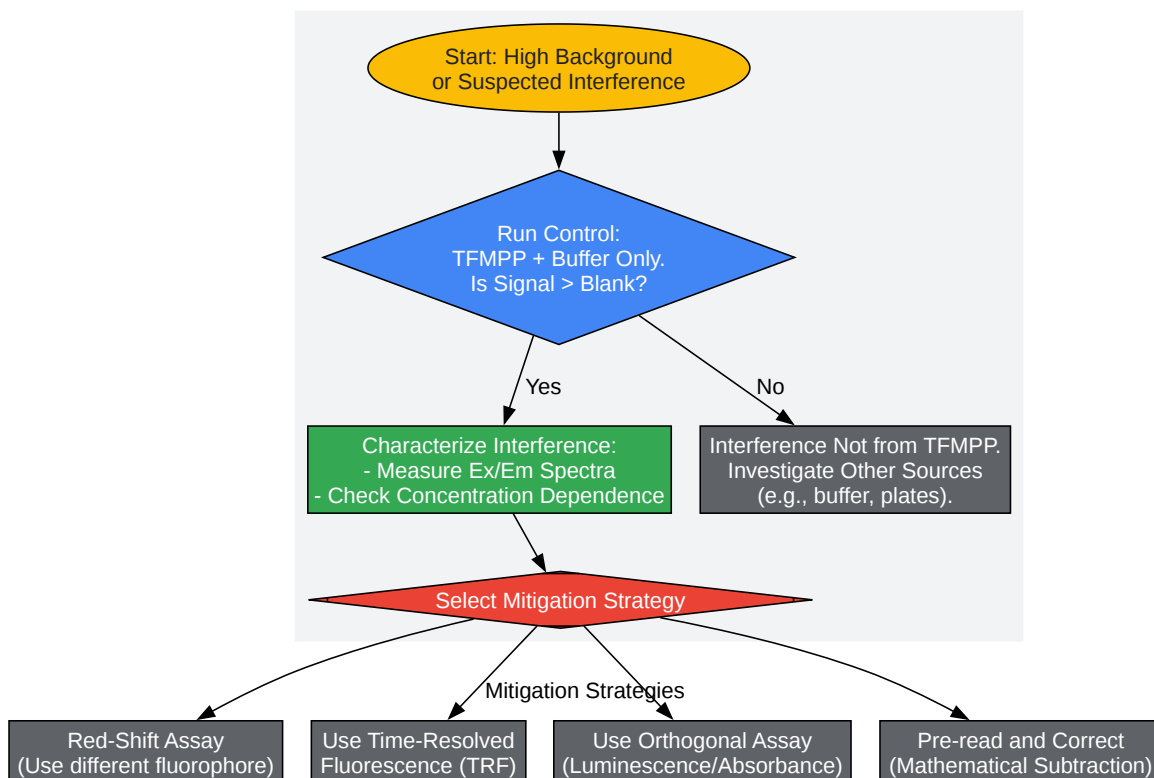 Start: High Background
or Suspected Interference
Run Control:
TFMPP + Buffer Only.
Is Signal > Blank?
Yes
No
Characterize Interference:
- Measure Ex/Em Spectra
- Check Concentration Dependence
Interference Not from TFMPP.
Investigate Other Sources
(e.g., buffer, plates).
Select Mitigation Strategy
Mitigation Strategies
Red-Shift Assay
(Use different fluorophore)
Use Time-Resolved
Fluorescence (TRF)
Use Orthogonal Assay
(Luminescence/Absorbance)
Pre-read and Correct
(Mathematical Subtraction)